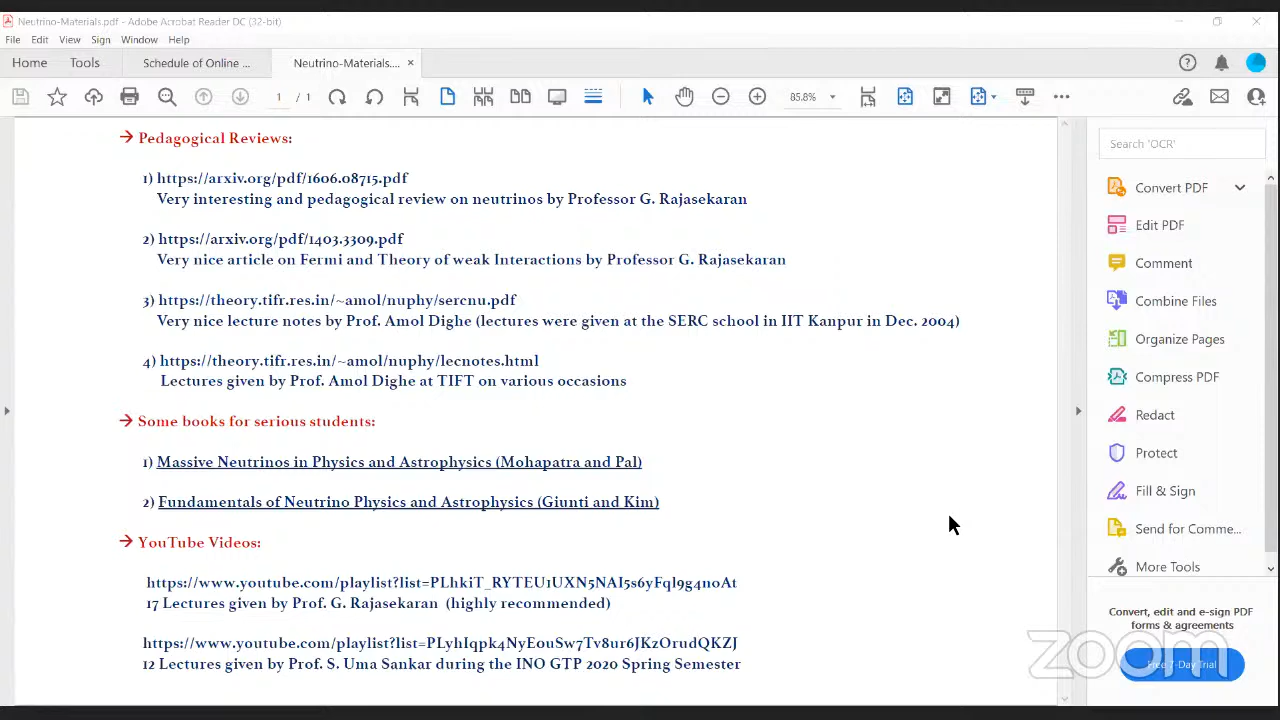 Neutrino-Materials.pdf - Adobe Acrobat Reader DC (32-bit)
File Edit View Sign Window Help
Home Tools Schedule of Online ... Neutrino-Materials.... ×
1 / 1 85.8%
→ Pedagogical Reviews:
1) https://arxiv.org/pdf/1606.08715.pdf
Very interesting and pedagogical review on neutrinos by Professor G. Rajasekaran
2) https://arxiv.org/pdf/1403.3309.pdf
Very nice article on Fermi and Theory of weak Interactions by Professor G. Rajasekaran
3) https://theory.tifr.res.in/~amol/nuphy/sercnu.pdf
Very nice lecture notes by Prof. Amol Dighe (lectures were given at the SERC school in IIT Kanpur in Dec. 2004)
4) https://theory.tifr.res.in/~amol/nuphy/lecnotes.html
Lectures given by Prof. Amol Dighe at TIFT on various occasions
→ Some books for serious students:
1) Massive Neutrinos in Physics and Astrophysics (Mohapatra and Pal)
2) Fundamentals of Neutrino Physics and Astrophysics (Giunti and Kim)
→ YouTube Videos:
https://www.youtube.com/playlist?list=PLhkiT_RYTEU1UXN5NAI5s6yFql9g4noAt
17 Lectures given by Prof. G. Rajasekaran (highly recommended)
https://www.youtube.com/playlist?list=PLyhIqpk4NyEouSw7Tv8ur6JKzOrudQKZJ
12 Lectures given by Prof. S. Uma Sankar during the INO GTP 2020 Spring Semester
Search 'OCR'
Convert PDF
Edit PDF
Comment
Combine Files
Organize Pages
Compress PDF
Redact
Protect
Fill & Sign
Send for Comme...
More Tools
Convert, edit and e-sign PDF
forms & agreements
Free 7-Day Trial
zoom